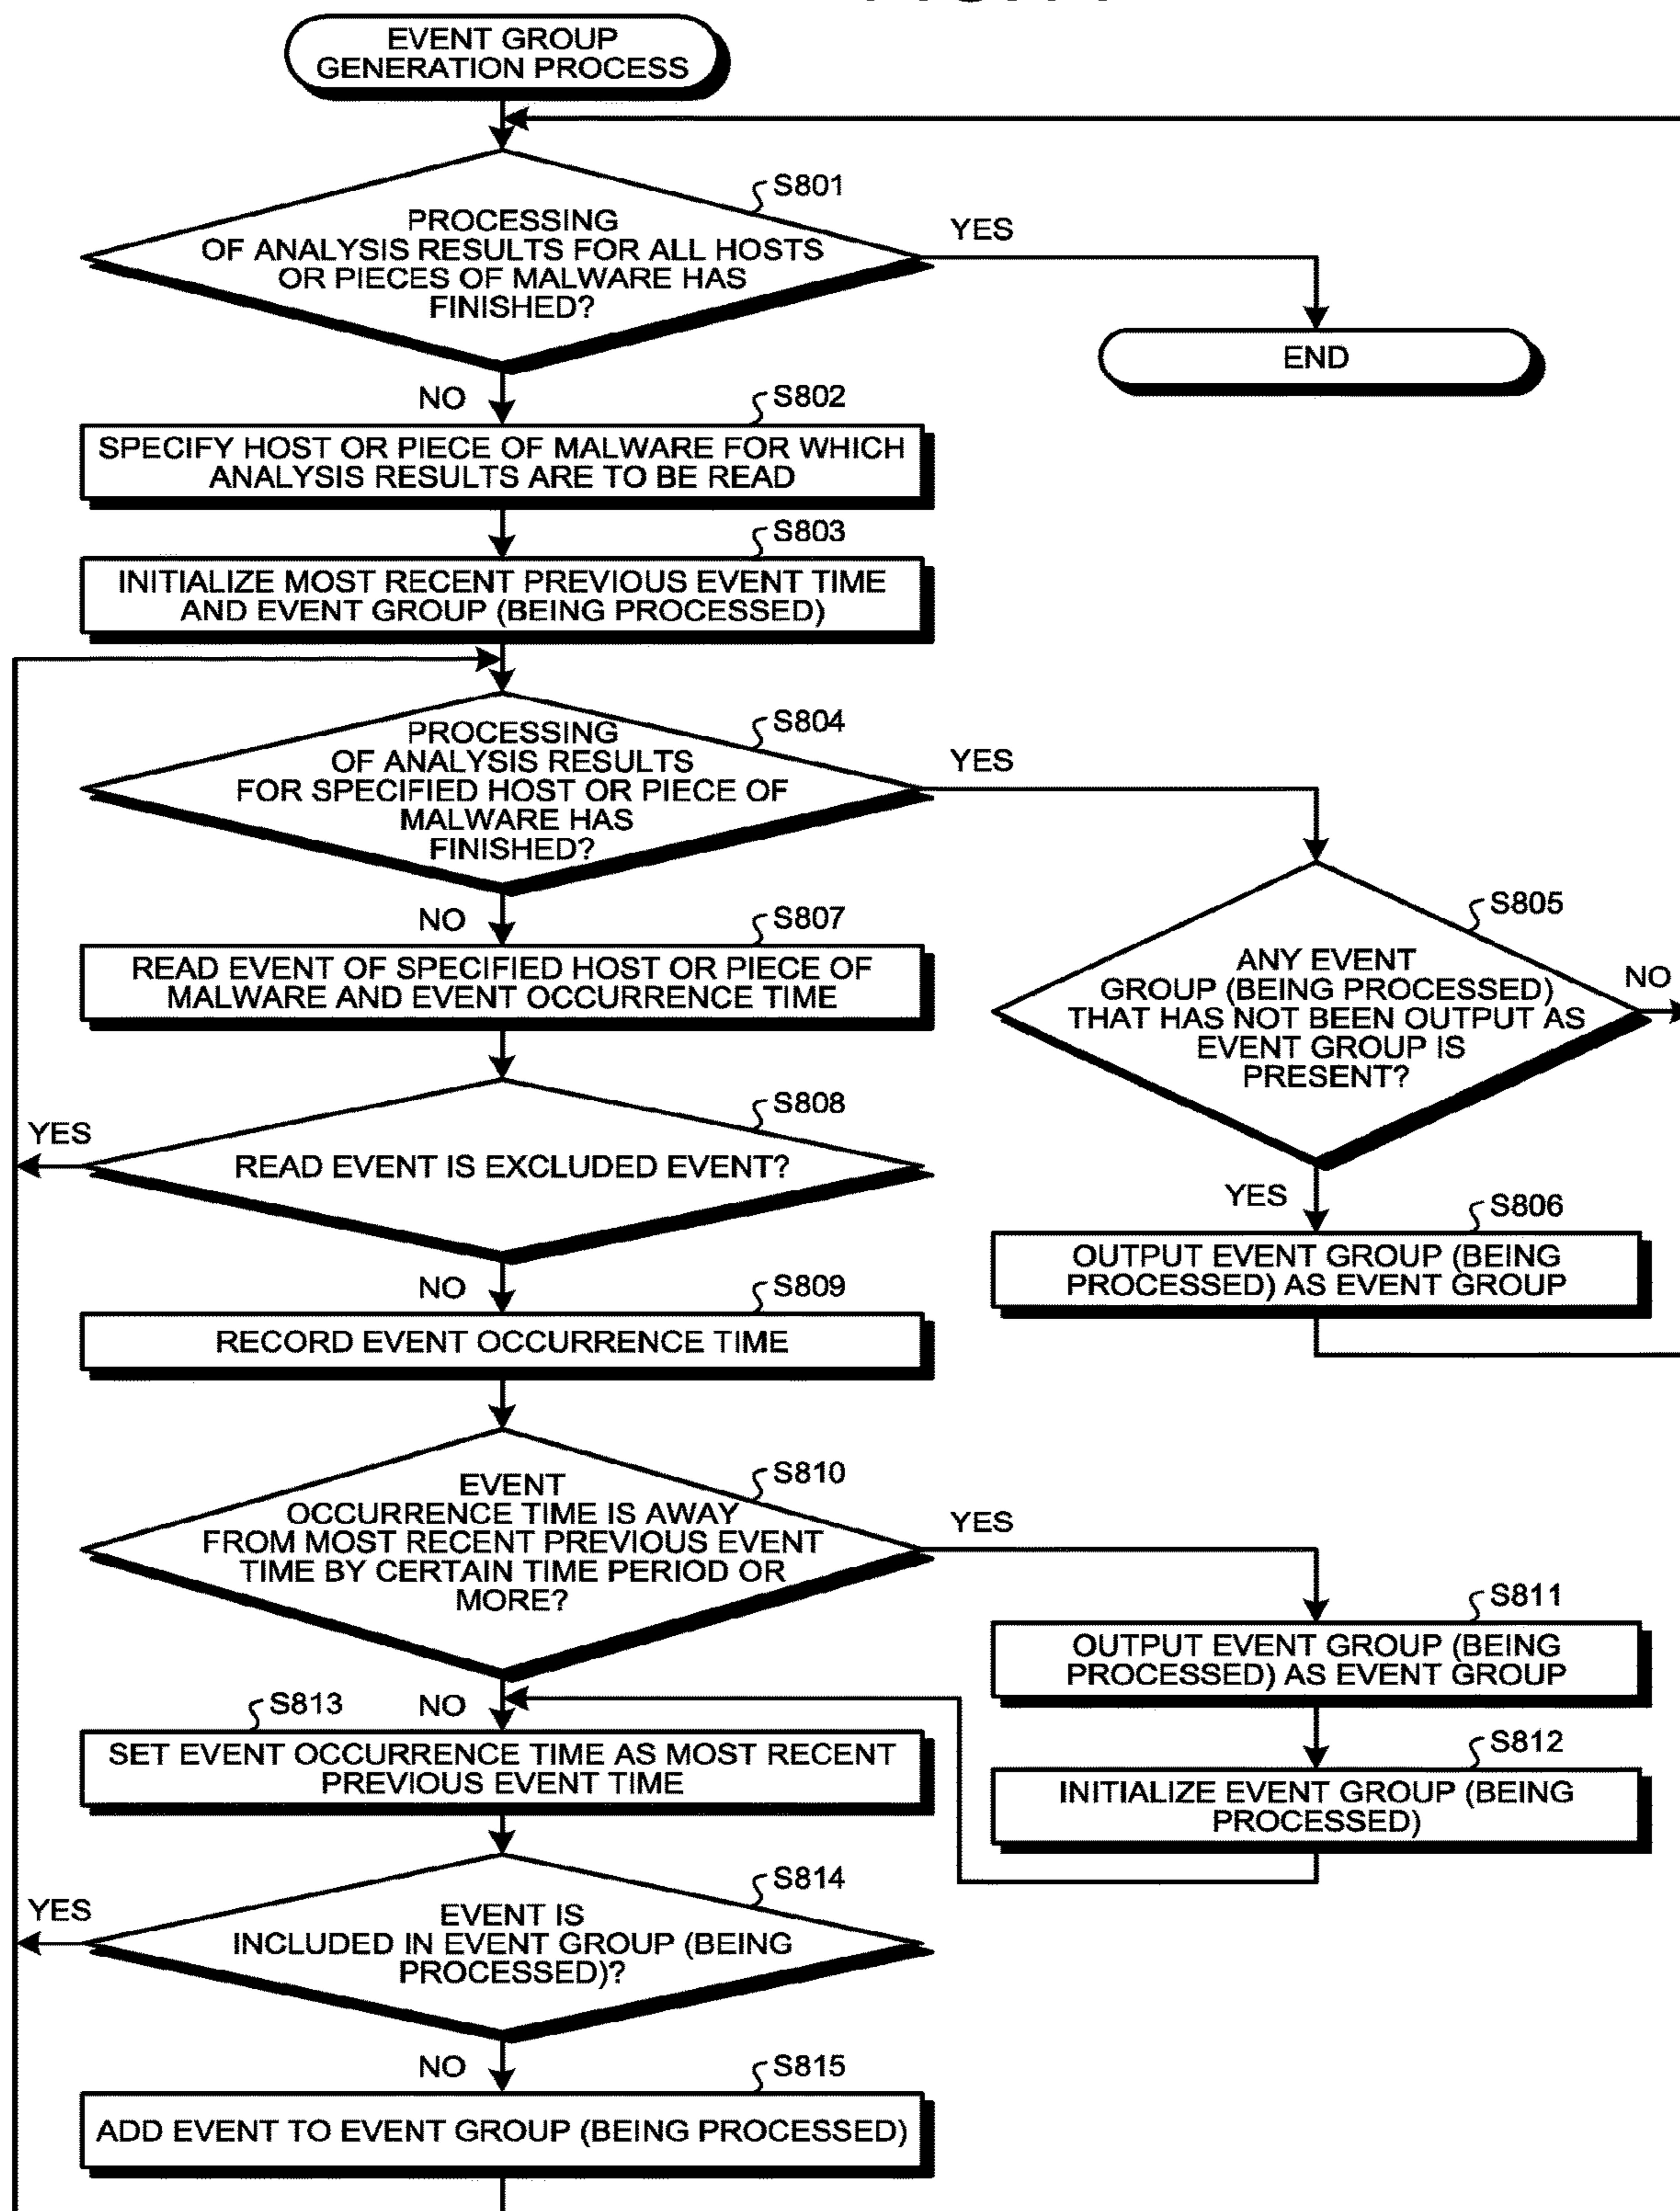 EVENT GROUP
GENERATION PROCESS
S801
PROCESSING
OF ANALYSIS RESULTS FOR ALL HOSTS
OR PIECES OF MALWARE HAS
FINISHED?
YES
END
NO
S802
SPECIFY HOST OR PIECE OF MALWARE FOR WHICH
ANALYSIS RESULTS ARE TO BE READ
S803
INITIALIZE MOST RECENT PREVIOUS EVENT TIME
AND EVENT GROUP (BEING PROCESSED)
S804
PROCESSING
OF ANALYSIS RESULTS
FOR SPECIFIED HOST OR PIECE OF
MALWARE HAS
FINISHED?
YES
S805
ANY EVENT
GROUP (BEING PROCESSED)
THAT HAS NOT BEEN OUTPUT AS
EVENT GROUP IS
PRESENT?
NO
YES
S806
OUTPUT EVENT GROUP (BEING
PROCESSED) AS EVENT GROUP
NO
S807
READ EVENT OF SPECIFIED HOST OR PIECE OF
MALWARE AND EVENT OCCURRENCE TIME
S808
YES
READ EVENT IS EXCLUDED EVENT?
NO
S809
RECORD EVENT OCCURRENCE TIME
S810
EVENT
OCCURRENCE TIME IS AWAY
FROM MOST RECENT PREVIOUS EVENT
TIME BY CERTAIN TIME PERIOD OR
MORE?
YES
S811
OUTPUT EVENT GROUP (BEING
PROCESSED) AS EVENT GROUP
S812
INITIALIZE EVENT GROUP (BEING
PROCESSED)
S813
NO
SET EVENT OCCURRENCE TIME AS MOST RECENT
PREVIOUS EVENT TIME
S814
YES
EVENT IS
INCLUDED IN EVENT GROUP (BEING
PROCESSED)?
NO
S815
ADD EVENT TO EVENT GROUP (BEING PROCESSED)